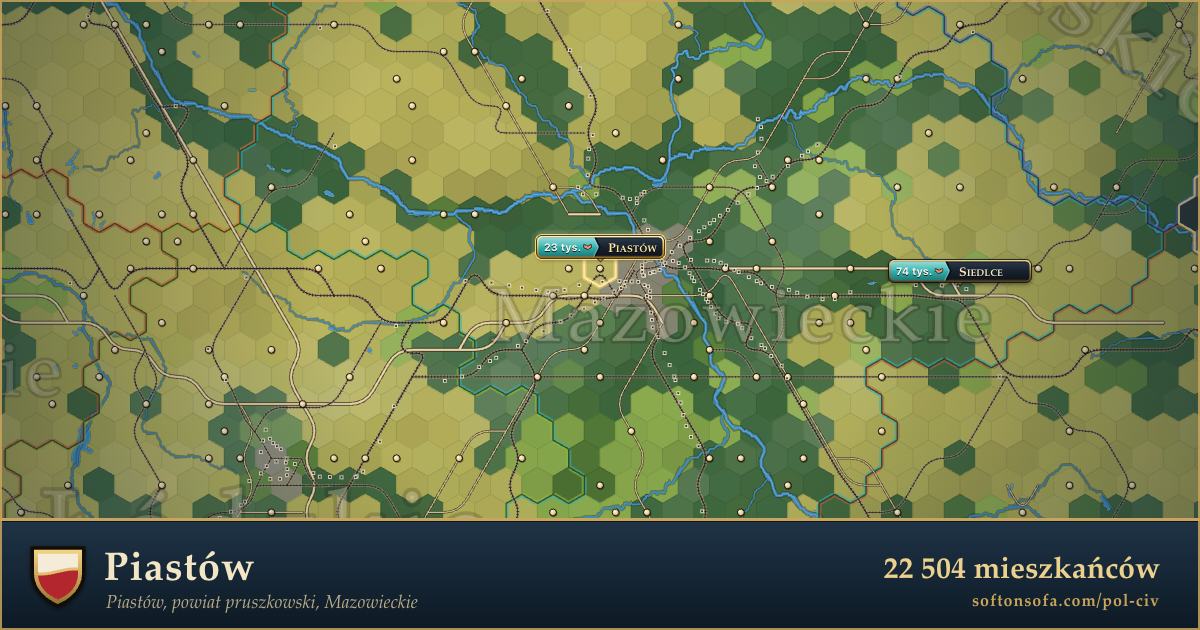 23 tys. Piastów
74 tys. Siedlce
Mazowieckie
ie
Piastów
22 504 mieszkańców
Piastów, powiat pruszkowski, Mazowieckie
softonsofa.com/pol-civ